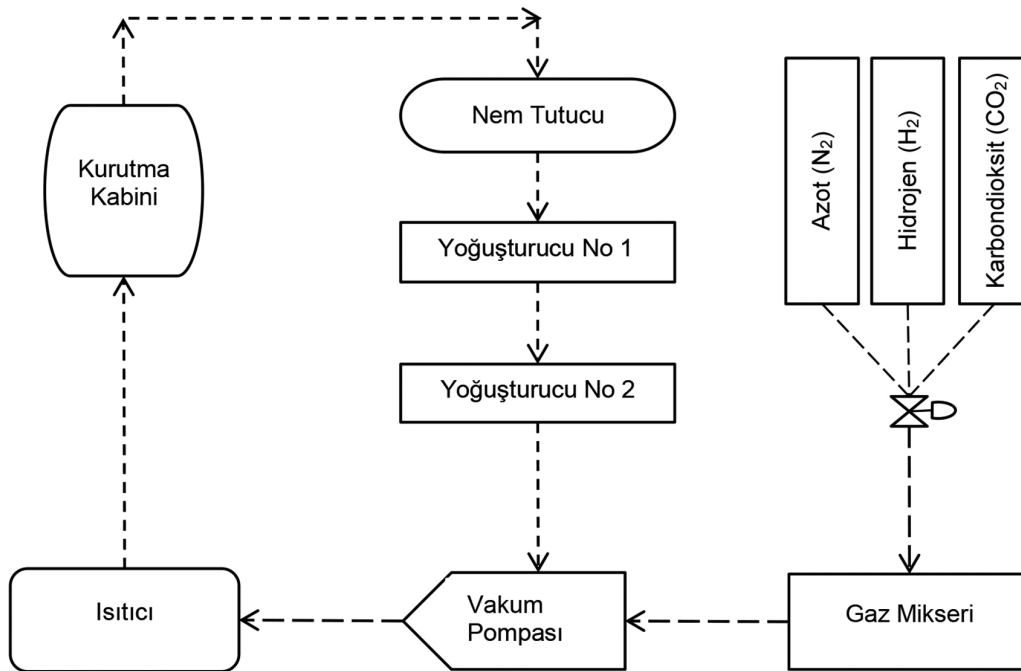 Nem Tutucu
Kurutma
Kabini
Yoğuşturucu No 1
Yoğuşturucu No 2
Azot (N₂)
Hidrojen (H₂)
Karbondioksit (CO₂)
Isıtıcı
Vakum
Pompası
Gaz Mikseri